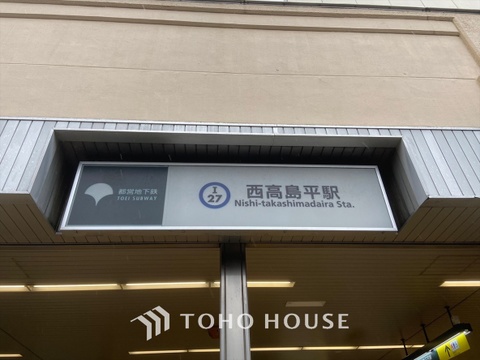 都営地下鉄
TOEI SUBWAY
I
27
西高島平駅
Nishi-takashimadaira Sta.
TOHO HOUSE